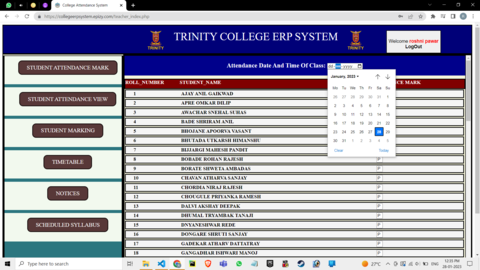 College Attendance System
https://collegeerpsystem.erpkey.com/teacher_index.php
TRINITY COLLEGE ERP SYSTEM
TRINITY
TRINITY
Welcome roshni pawar
LogOut
STUDENT ATTENDANCE MARK
STUDENT ATTENDANCE VIEW
STUDENT MARKING
TIMETABLE
NOTICES
SCHEDULED SYLLABUS
Attendance Date And Time Of Class:
dd mm yyyy
ROLL_NUMBER STUDENT_NAME MARK
January, 2023
Mo Tu We Th Fr Sa Su
26 27 28 29 30 31 1
2 3 4 5 6 7 8
9 10 11 12 13 14 15
16 17 18 19 20 21 22
23 24 25 26 27 28 29
30 31 1 2 3 4 5
Clear Today
1 AJAY ANIL GAIKWAD
2 APRE OMKAR DILIP
3 AWACHAR SNEHAL SUHAS
4 BADE SHRIRAM ANIL
5 BHOJANE APOORVA VASANT
6 BHUTADA UTKARSH HIMANSHU
7 BIJJARGI MAHESH PANDIT
8 BOBADE ROHAN RAJESH P
9 BORATE SHWETA AMBADAS P
10 CHAVAN ATHARVA SANJAY P
11 CHORDIA NIRAJ RAJESH P
12 CHOUGULE PRIYANKA RAMESH P
13 DALVI AKSHAY DEEPAK P
14 DHUMAL TRYAMBAK TANAJI P
15 DNYANESHWAR REDE P
16 DONGARE SHRUTI SANJAY P
17 GADEKAR ATHARV DATTATRAY P
18 GANGADHAR ISHWARI MANOJ P
Type here to search
27°C
ENG
12:35 PM
28-01-2023